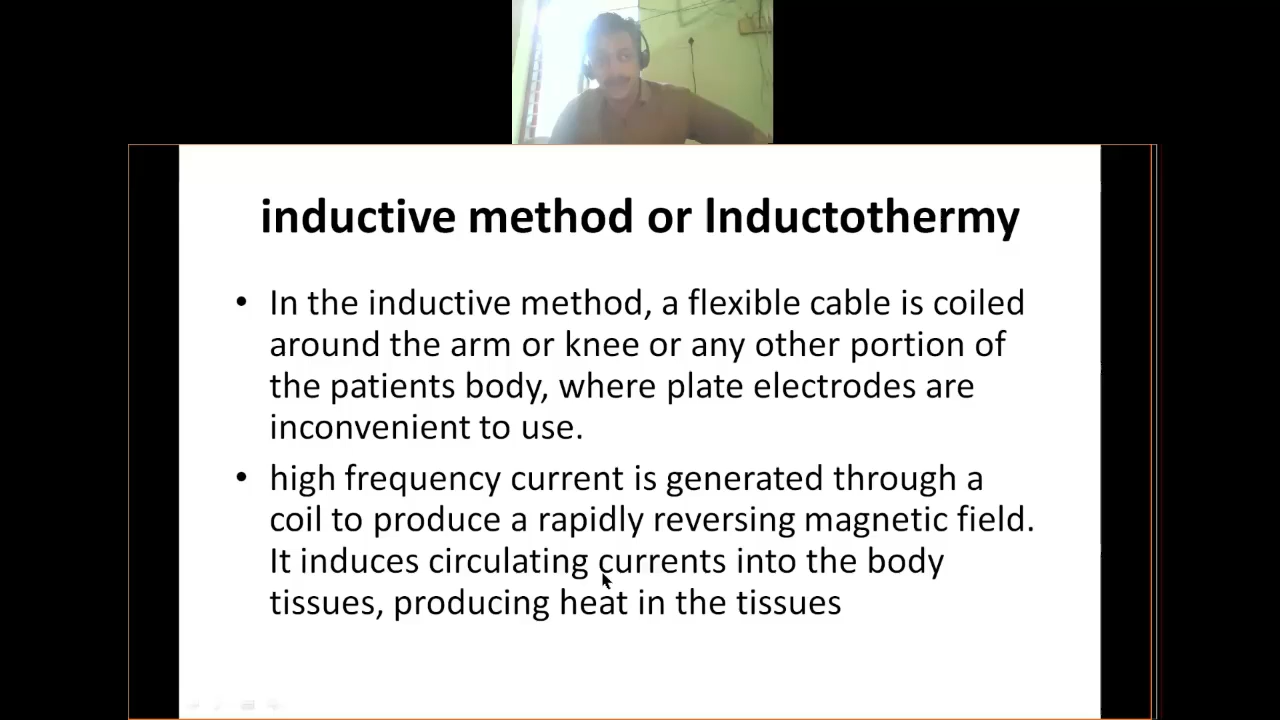 inductive method or Inductothermy
• In the inductive method, a flexible cable is coiled
around the arm or knee or any other portion of
the patients body, where plate electrodes are
inconvenient to use.
• high frequency current is generated through a
coil to produce a rapidly reversing magnetic field.
It induces circulating currents into the body
tissues, producing heat in the tissues